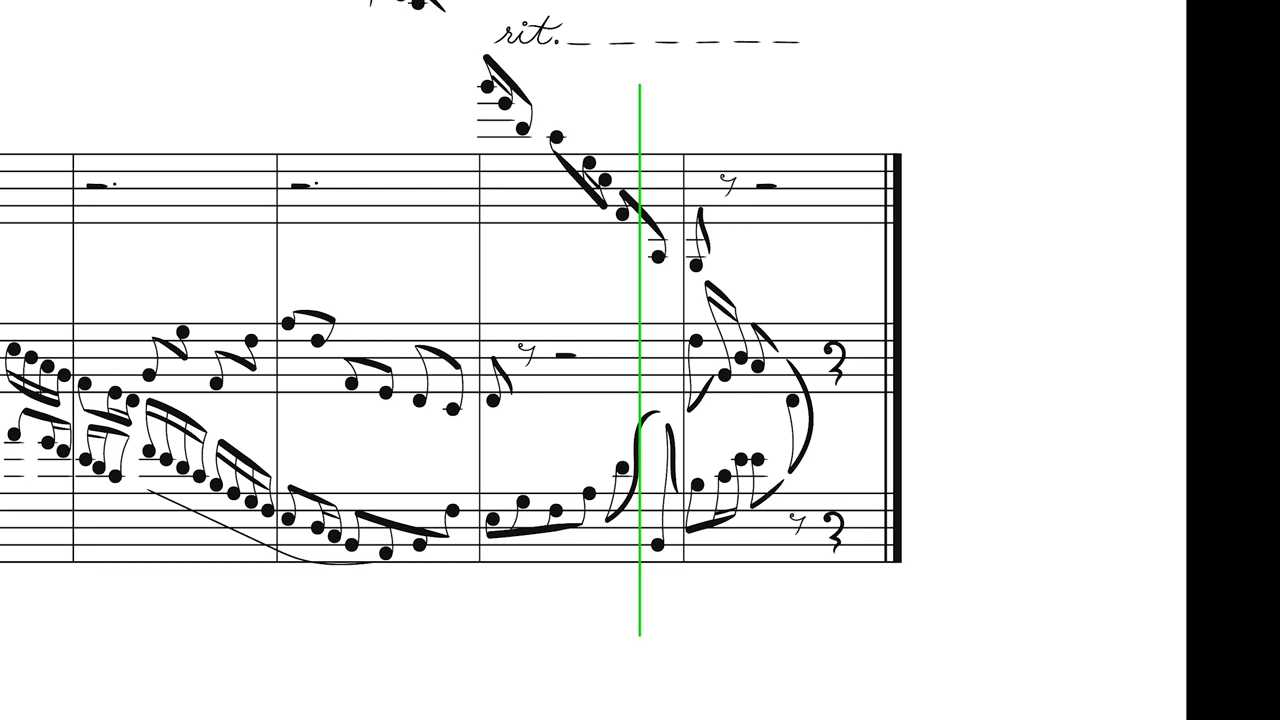 rit. _ _ _ _ _ _